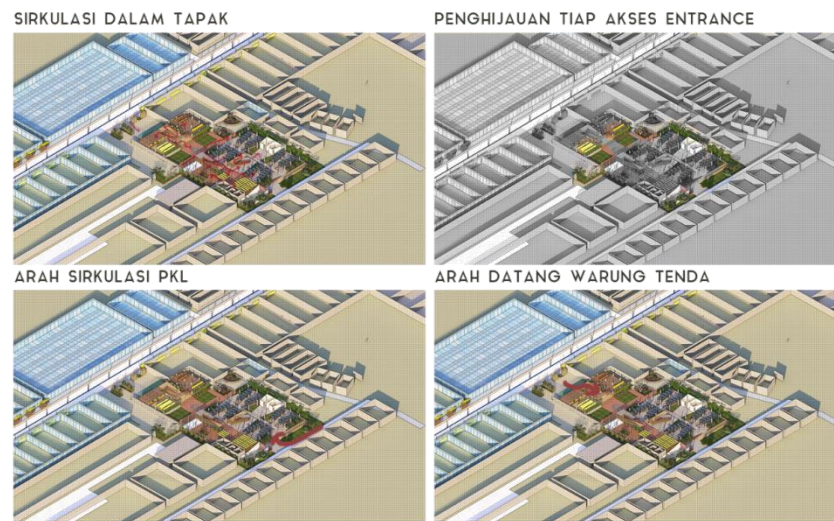 SIRKULASI DALAM TAPAK
PENGHIJAUAN TIAP AKSES ENTRANCE
ARAH SIRKULASI PKL
ARAH DATANG WARUNG TENDA